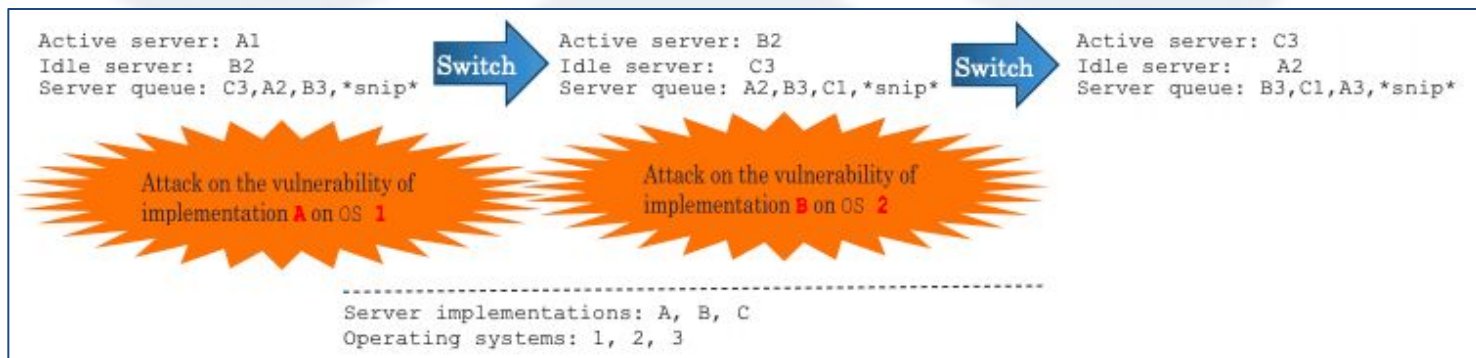 Active server: A1
Idle server: B2
Server queue: C3,A2,B3,*snip*
Switch
Active server: B2
Idle server: C3
Server queue: A2,B3,C1,*snip*
Switch
Active server: C3
Idle server: A2
Server queue: B3,C1,A3,*snip*
Attack on the vulnerability of
implementation A on OS 1
Attack on the vulnerability of
implementation B on OS 2
Server implementations: A, B, C
Operating systems: 1, 2, 3